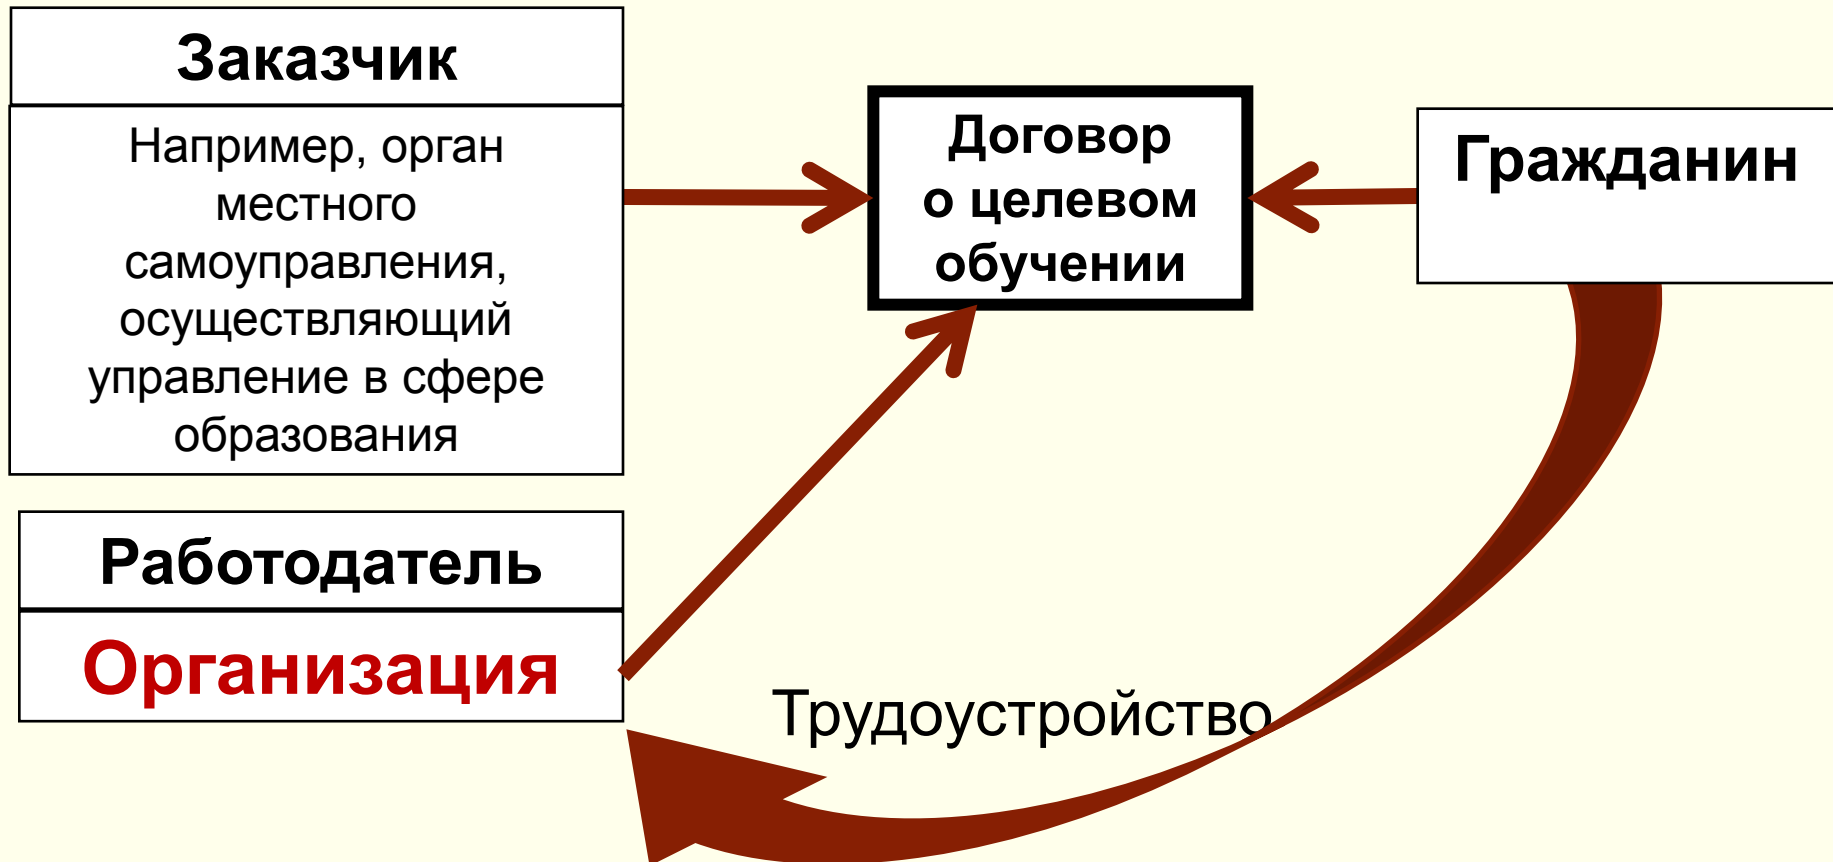 Заказчик
Например, орган
местного
самоуправления,
осуществляющий
управление в сфере
образования
Договор
о целевом
обучении
Гражданин
Работодатель
Организация
Трудоустройство